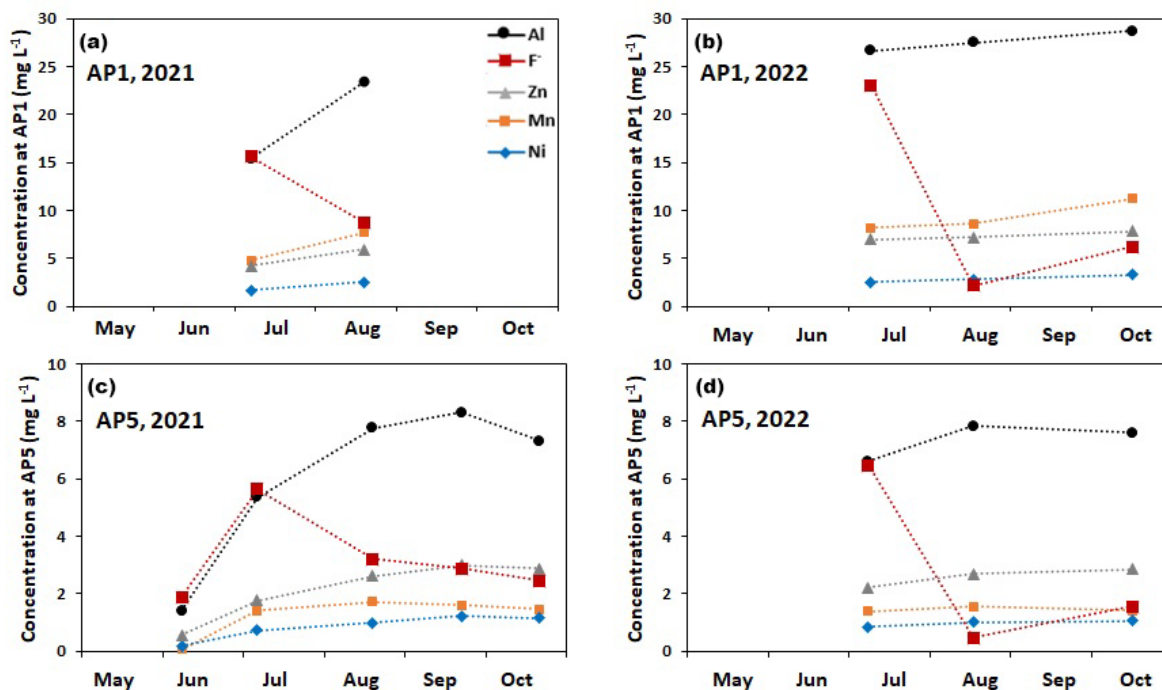 Concentration at AP1 (mg L⁻¹)
30
25
20
15
10
5
0
(a)
AP1, 2021
Al
F⁻
Zn
Mn
Ni
May Jun Jul Aug Sep Oct
Concentration at AP1 (mg L⁻¹)
30
25
20
15
10
5
0
(b)
AP1, 2022
May Jun Jul Aug Sep Oct
Concentration at AP5 (mg L⁻¹)
10
8
6
4
2
0
(c)
AP5, 2021
May Jun Jul Aug Sep Oct
Concentration at AP5 (mg L⁻¹)
10
8
6
4
2
0
(d)
AP5, 2022
May Jun Jul Aug Sep Oct